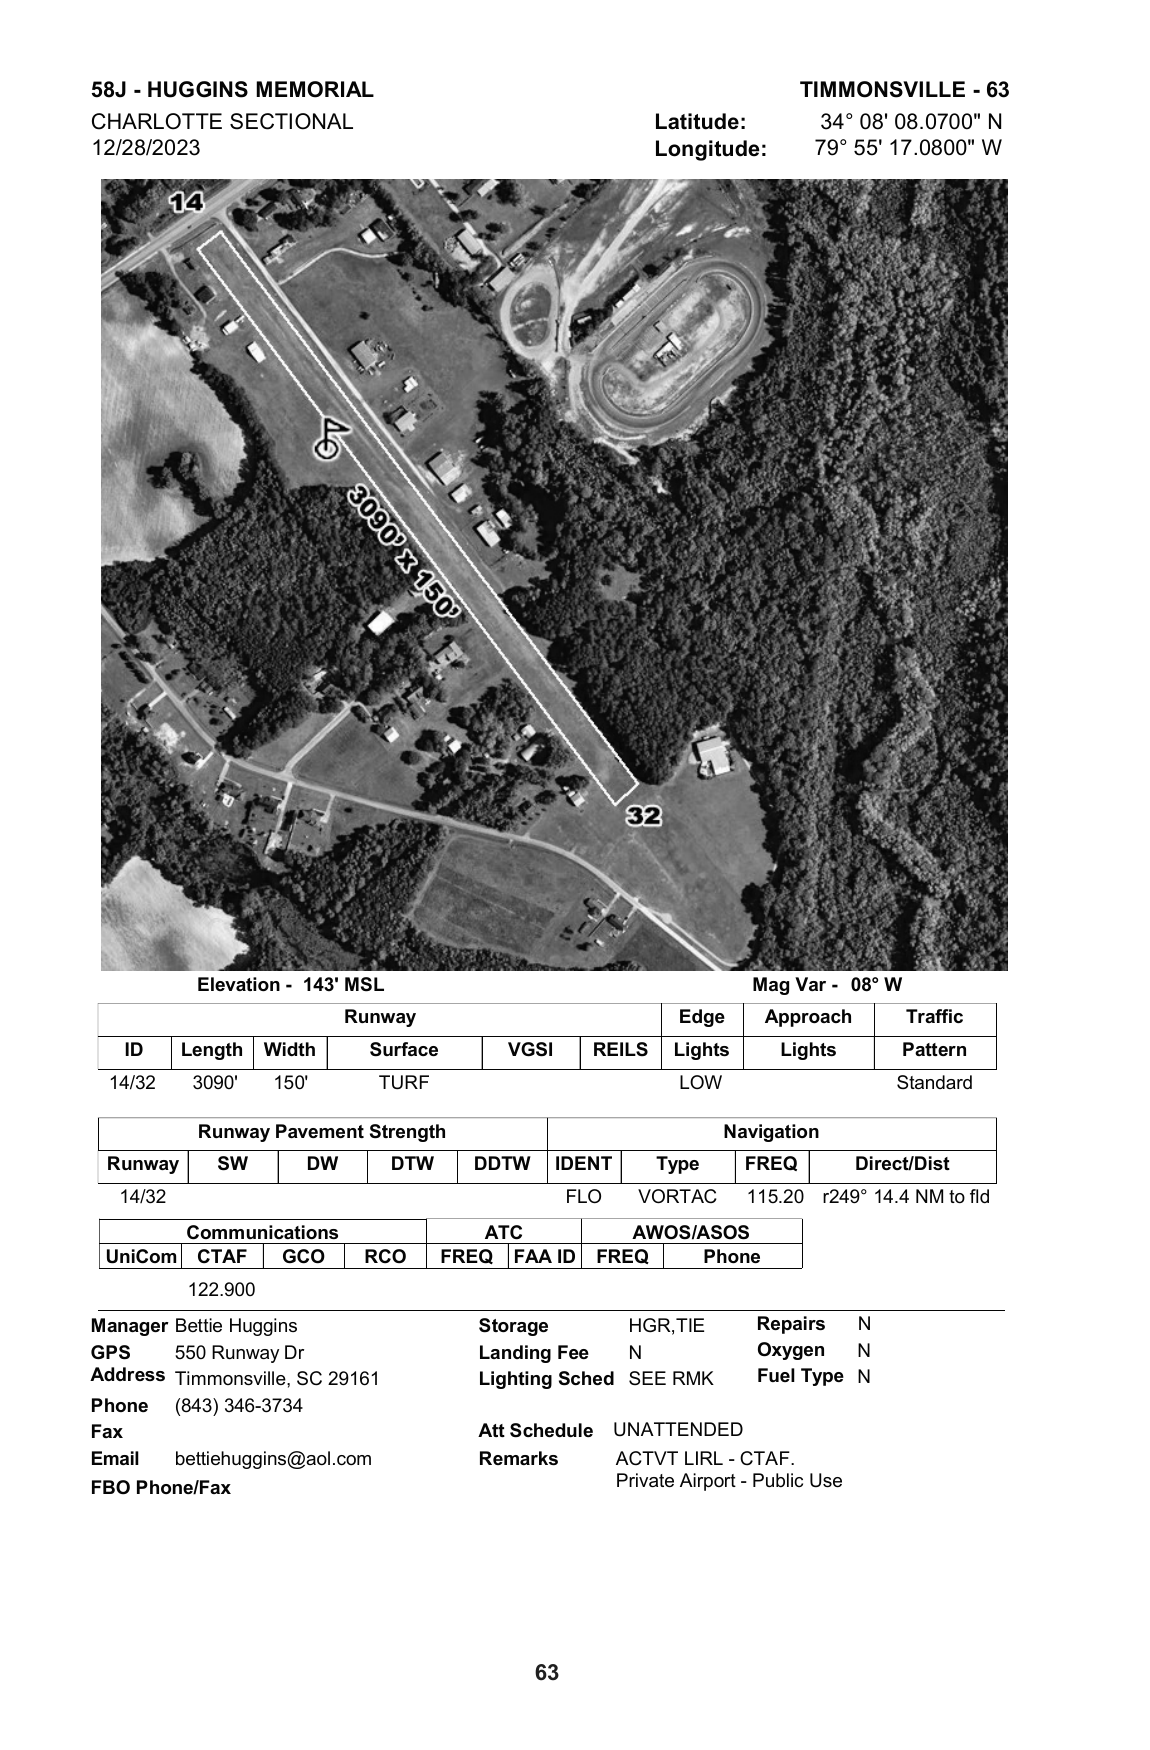 58J - HUGGINS MEMORIAL
TIMMONSVILLE - 63
CHARLOTTE SECTIONAL
Latitude: 34° 08' 08.0700" N
12/28/2023
Longitude: 79° 55' 17.0800" W
14
3090' x 150'
32
Elevation - 143' MSL
Mag Var - 08° W
Runway Edge Approach Traffic
ID Length Width Surface VGSI REILS Lights Lights Pattern
14/32 3090' 150' TURF LOW Standard
Runway Pavement Strength Navigation
Runway SW DW DTW DDTW IDENT Type FREQ Direct/Dist
14/32 FLO VORTAC 115.20 r249° 14.4 NM to fld
Communications ATC AWOS/ASOS
UniCom CTAF GCO RCO FREQ FAA ID FREQ Phone
122.900
Manager Bettie Huggins
GPS 550 Runway Dr
Address Timmonsville, SC 29161
Phone (843) 346-3734
Fax
Email bettiehuggins@aol.com
FBO Phone/Fax
Storage HGR,TIE
Landing Fee N
Lighting Sched SEE RMK
Att Schedule UNATTENDED
Remarks ACTVT LIRL - CTAF.
Private Airport - Public Use
Repairs N
Oxygen N
Fuel Type N
63